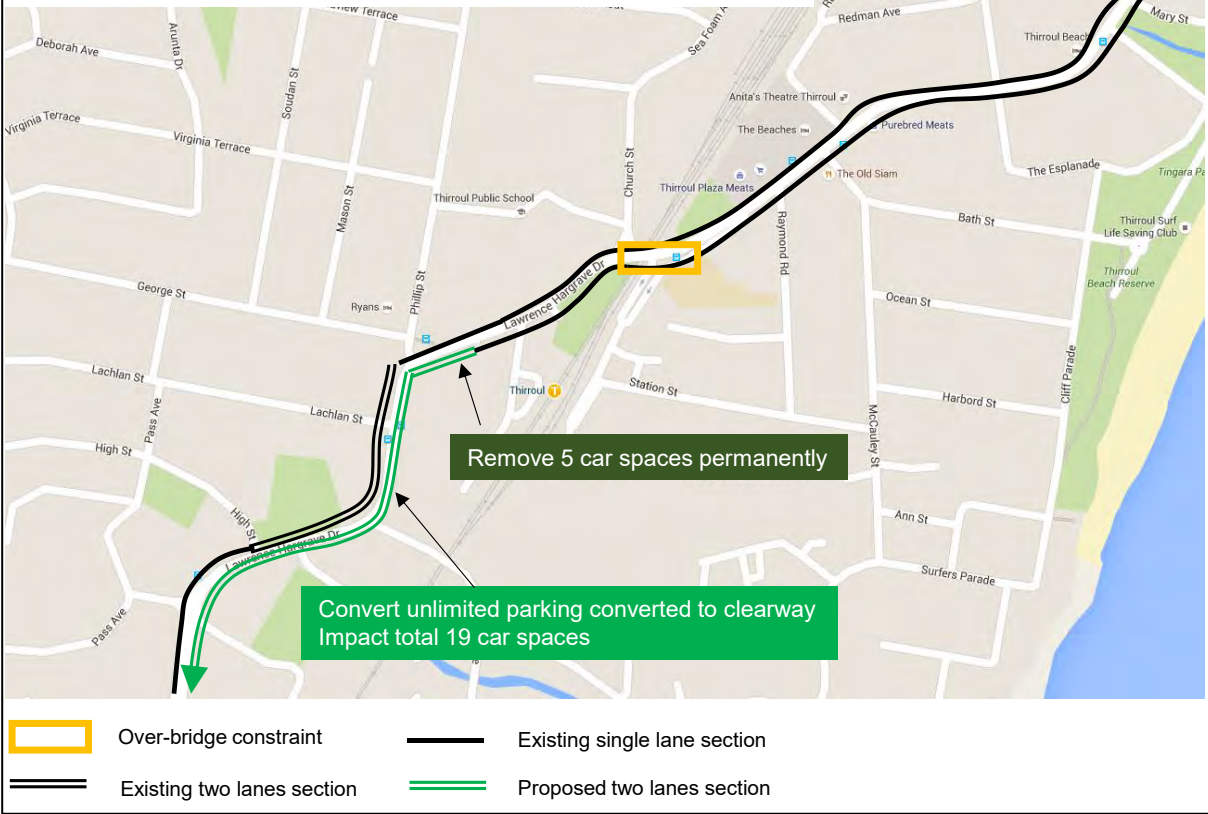 Redman Ave
Mary St
Thirroul Beach
Sea Foam A
Arunta Dr
Deborah Ave
Soudan St
Anita's Theatre Thirroul
Virginia Terrace
Virginia Terrace
The Beaches
Purebred Meats
Church St
The Esplanade
Tingara Pa
The Old Siam
Thirroul Plaza Meats
Mason St
Thirroul Public School
Raymond Rd
Bath St
Thirroul Surf
Life Saving Club
Phillip St
Lawrence Hargrave Dr
Thirroul
Beach Reserve
George St
Ryans
Ocean St
Lachlan St
Thirroul
Station St
Cliff Parade
Harbord St
Pass Ave
Lachlan St
McCauley St
High St
Remove 5 car spaces permanently
High St
Ann St
Lawrence Hargrave Dr
Surfers Parade
Pass Ave
Convert unlimited parking converted to clearway
Impact total 19 car spaces
Over-bridge constraint
Existing single lane section
Existing two lanes section
Proposed two lanes section